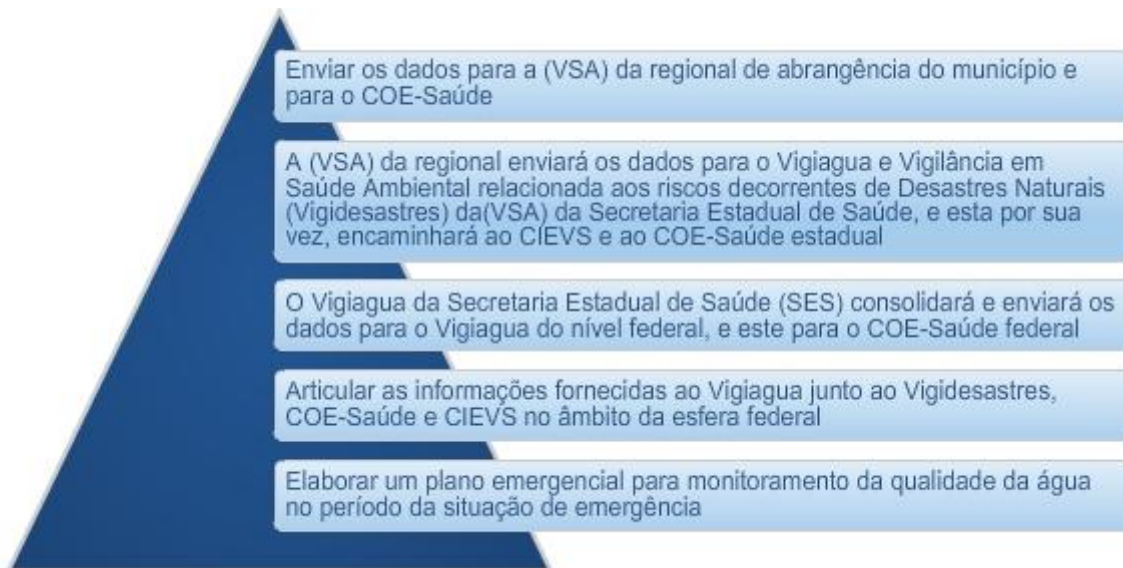 Enviar os dados para a (VSA) da regional de abrangência do município e
para o COE-Saúde
A (VSA) da regional enviará os dados para o Vigiagua e Vigilância em
Saúde Ambiental relacionada aos riscos decorrentes de Desastres Naturais
(Vigidesastres) da(VSA) da Secretaria Estadual de Saúde, e esta por sua
vez, encaminhará ao CIEVS e ao COE-Saúde estadual
O Vigiagua da Secretaria Estadual de Saúde (SES) consolidará e enviará os
dados para o Vigiagua do nível federal, e este para o COE-Saúde federal
Articular as informações fornecidas ao Vigiagua junto ao Vigidesastres,
COE-Saúde e CIEVS no âmbito da esfera federal
Elaborar um plano emergencial para monitoramento da qualidade da água
no período da situação de emergência